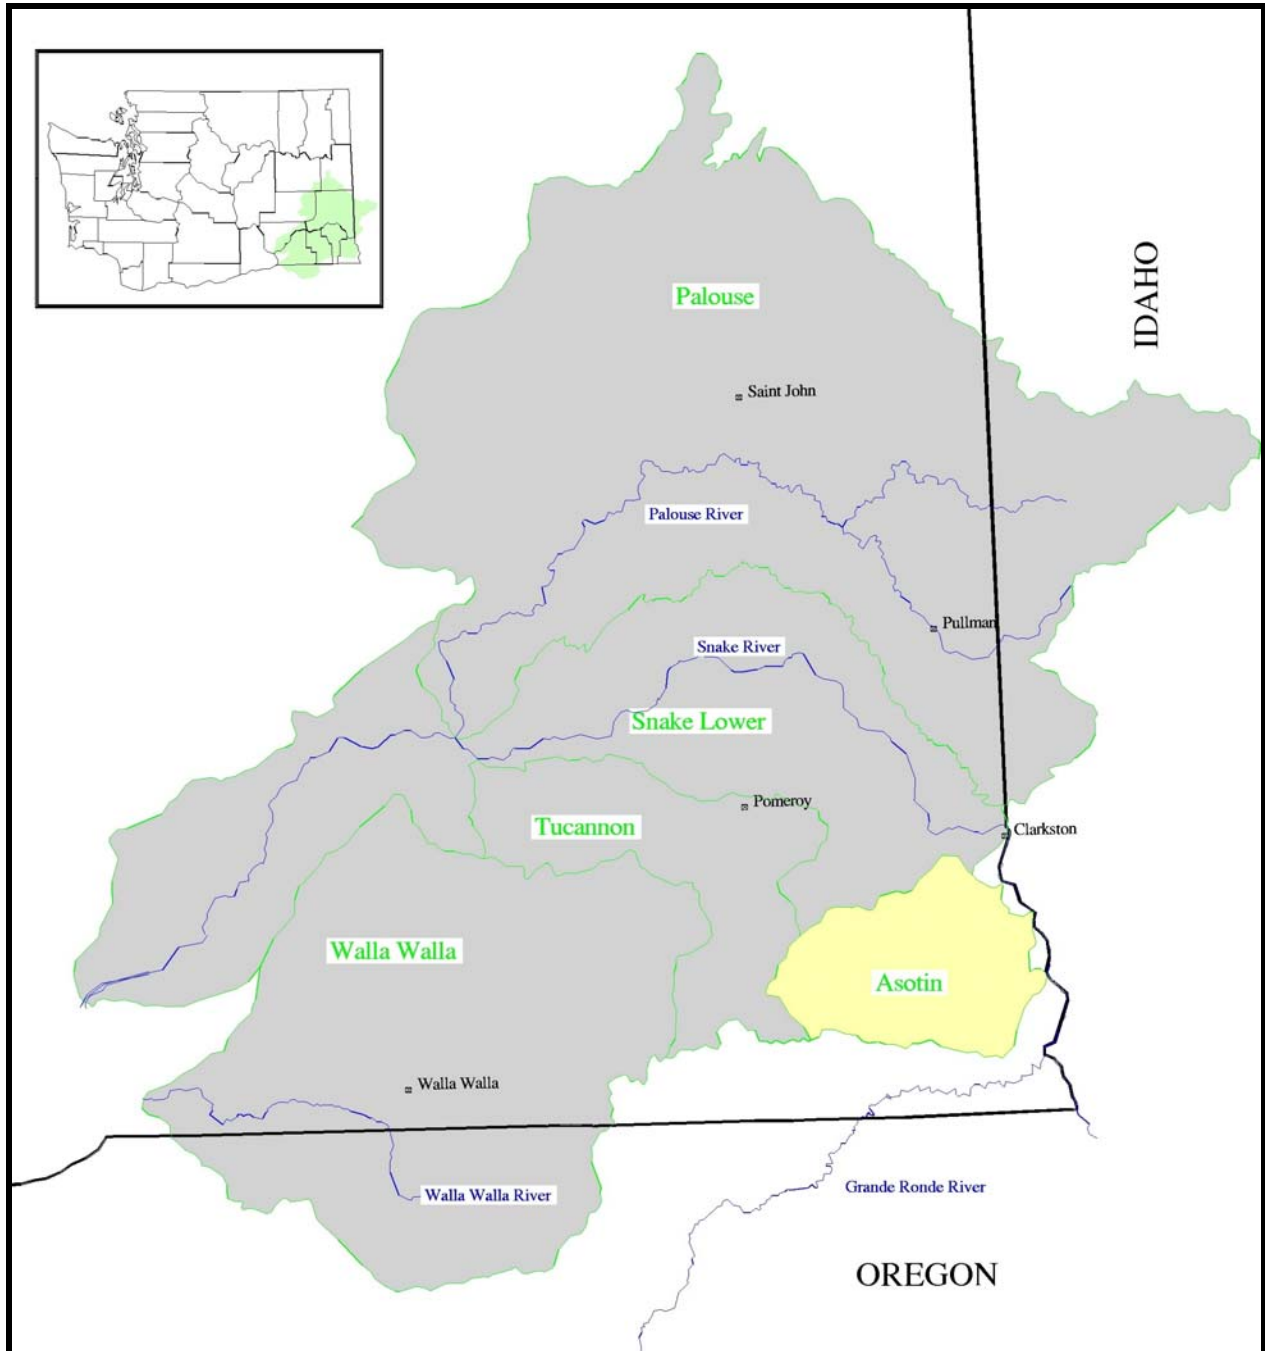 IDAHO
Palouse
Saint John
Palouse River
Pullman
Snake River
Snake Lower
Pomeroy
Tucannon
Clarkston
Walla Walla
Asotin
Walla Walla
Walla Walla River
Grande Ronde River
OREGON